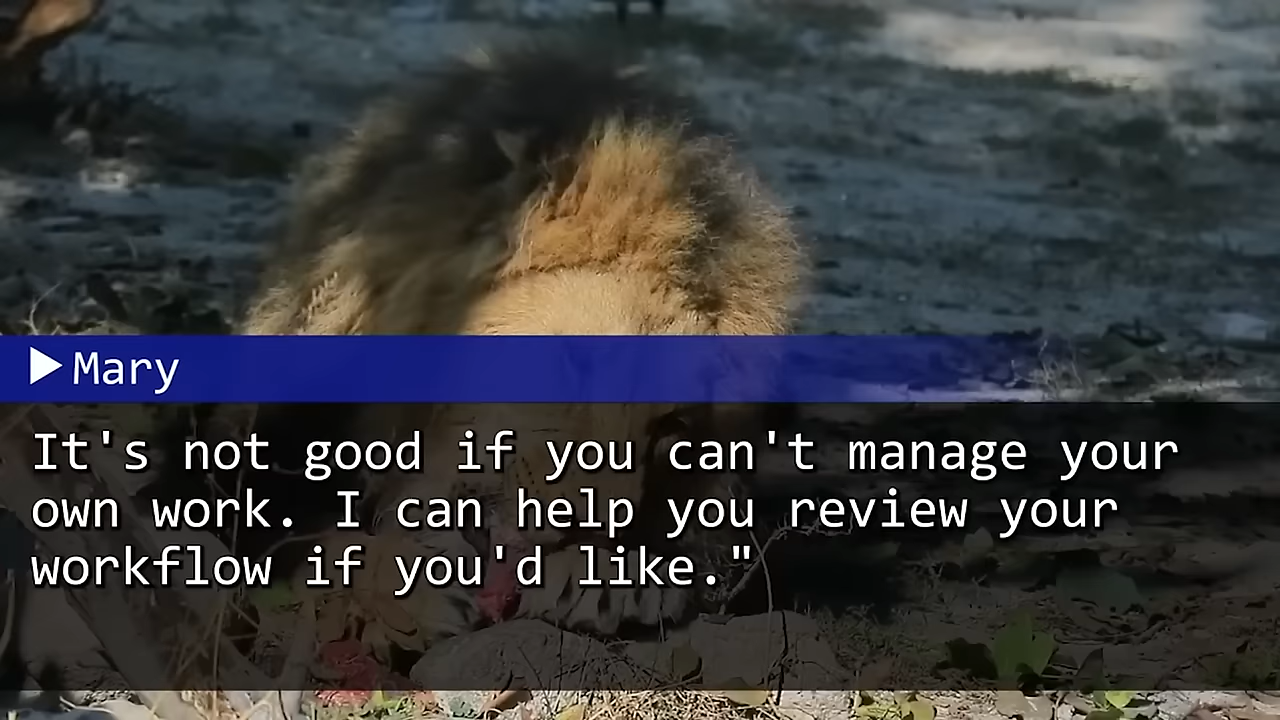 Mary
It's not good if you can't manage your
own work. I can help you review your
workflow if you'd like."